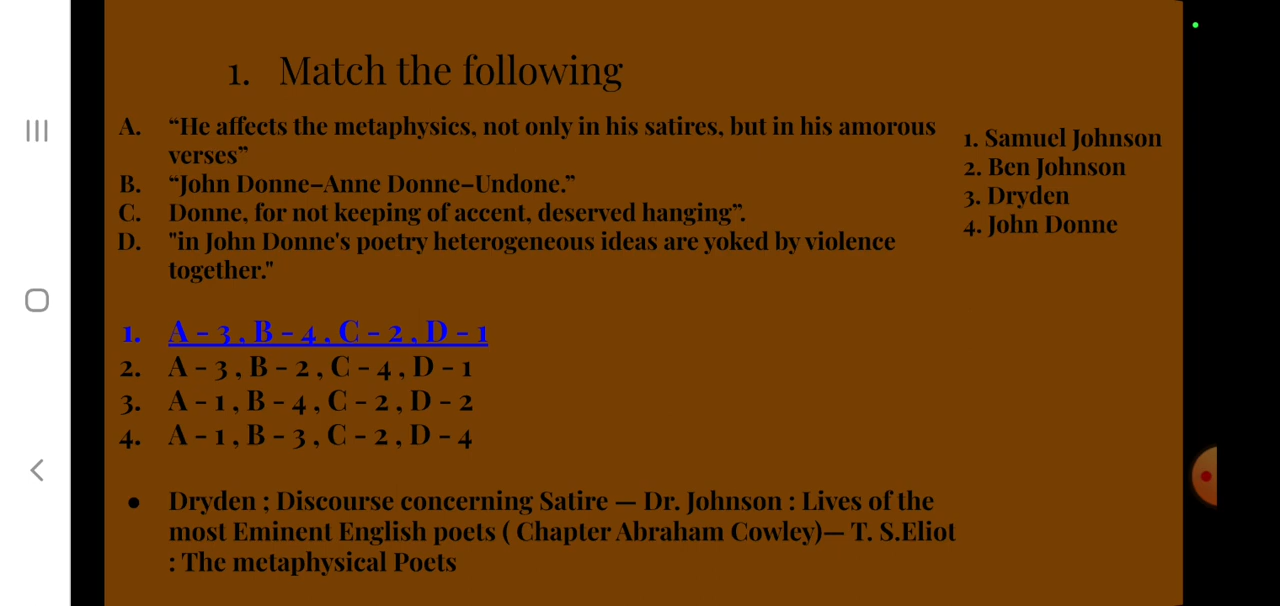 1. Match the following
A. “He affects the metaphysics, not only in his satires, but in his amorous
verses”
B. “John Donne–Anne Donne–Undone.”
C. Donne, for not keeping of accent, deserved hanging”.
D. "in John Donne's poetry heterogeneous ideas are yoked by violence
together."
1. Samuel Johnson
2. Ben Johnson
3. Dryden
4. John Donne
1. A - 3 , B - 4 , C - 2 , D - 1
2. A - 3 , B - 2 , C - 4 , D - 1
3. A - 1 , B - 4 , C - 2 , D - 2
4. A - 1 , B - 3 , C - 2 , D - 4
● Dryden ; Discourse concerning Satire — Dr. Johnson : Lives of the
most Eminent English poets ( Chapter Abraham Cowley)— T. S.Eliot
: The metaphysical Poets